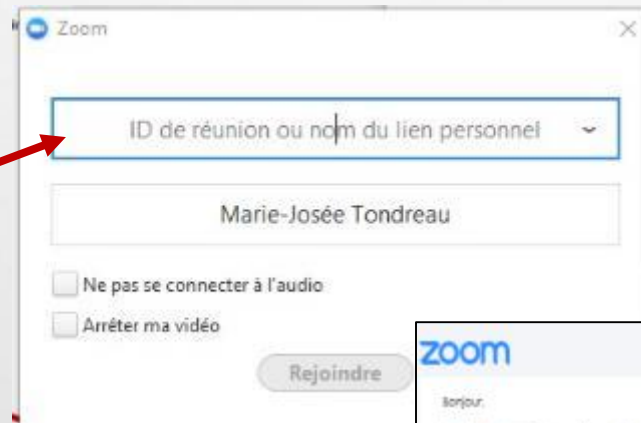 Zoom
ID de réunion ou nom du lien personnel
Marie-Josée Tondreau
Ne pas se connecter à l'audio
Arrêter ma vidéo
Rejoindre
zoom
Bonjour.